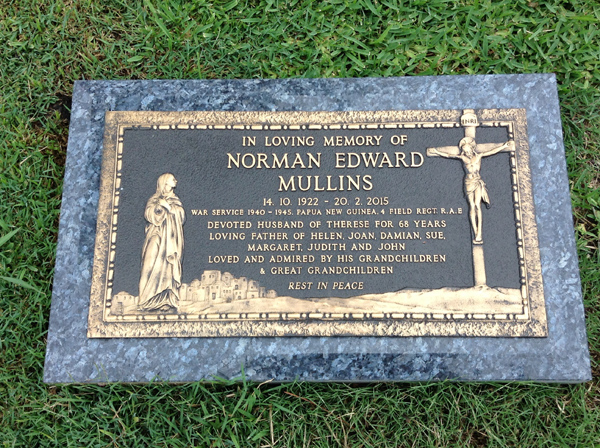 INRI
IN LOVING MEMORY OF
NORMAN EDWARD
MULLINS
14. 10. 1922 - 20. 2. 2015
WAR SERVICE 1940 - 1945. PAPUA NEW GUINEA, 4 FIELD REGT. R.A.E
DEVOTED HUSBAND OF THERESE FOR 68 YEARS
LOVING FATHER OF HELEN, JOAN, DAMIAN, SUE,
MARGARET, JUDITH AND JOHN
LOVED AND ADMIRED BY HIS GRANDCHILDREN
& GREAT GRANDCHILDREN
REST IN PEACE